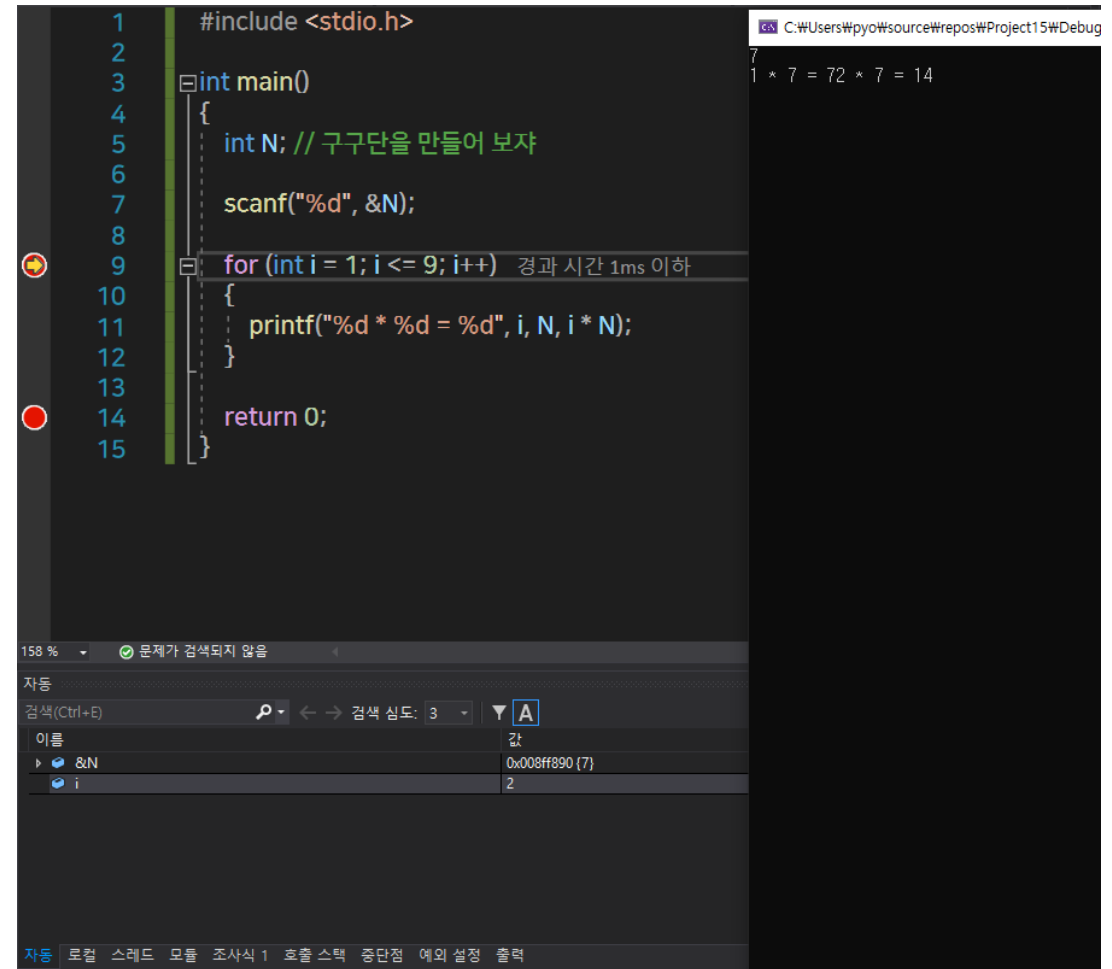 1 #include <stdio.h>
2
3 int main()
4 {
5 int N; // 구구단을 만들어 보쟈
6
7 scanf("%d", &N);
8
9 for (int i = 1; i <= 9; i++) 경과 시간 1ms 이하
10 {
11 printf("%d * %d = %d", i, N, i * N);
12 }
13
14 return 0;
15 }
158 % 문제가 검색되지 않음
자동
검색(Ctrl+E) 검색 심도: 3 A
이름 값
&N 0x008ff890 {7}
i 2
자동 로컬 스레드 모듈 조사식 1 호출 스택 중단점 예외 설정 출력
C:\ C:₩Users₩pyo₩source₩repos₩Project15₩Debug
7
1 * 7 = 72 * 7 = 14